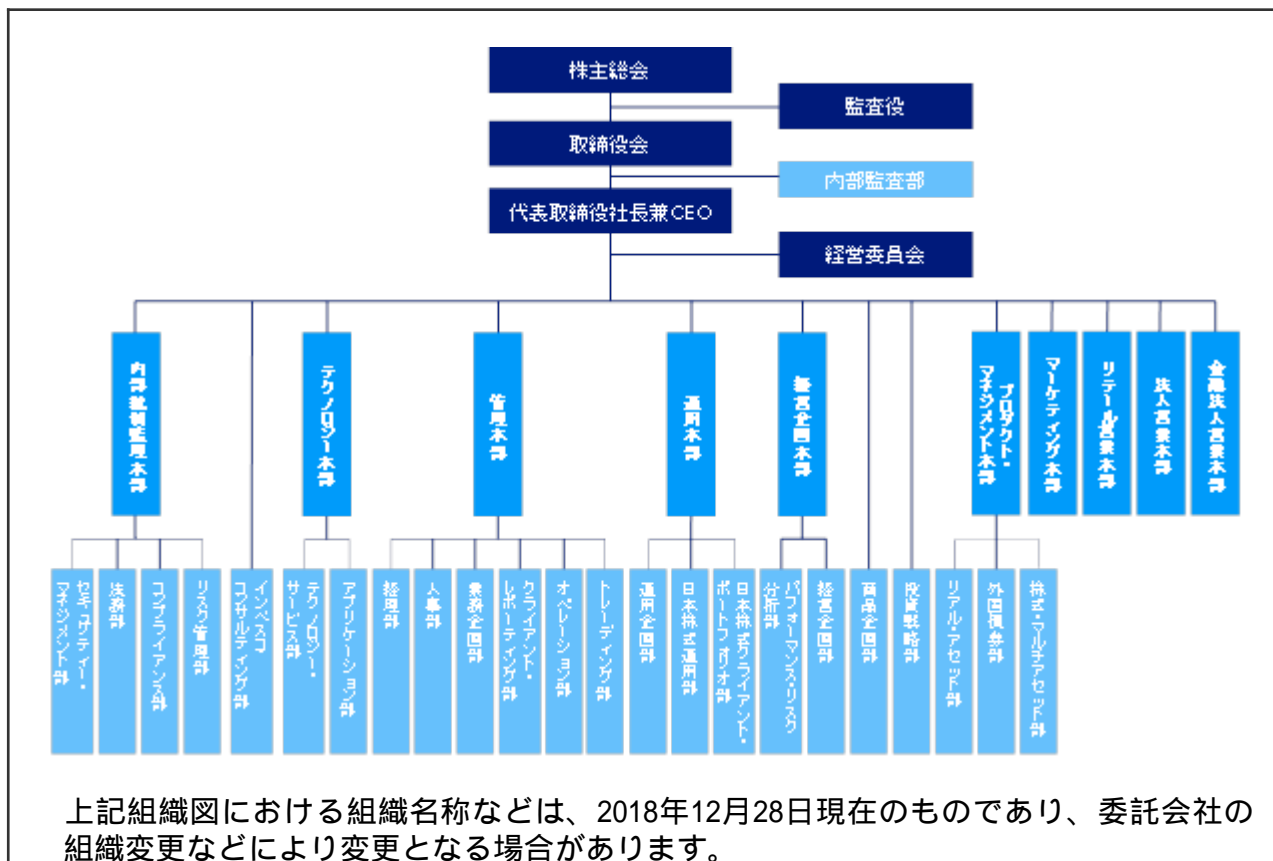 株主総会
監査役
取締役会
内部監査部
代表取締役社長兼CEO
経営委員会
内部統制監理本部
テクノロジー本部
管理本部
運用本部
経営企画本部
プロダクト・
マネジメント本部
マーケティング本部
リテール営業本部
法人営業本部
金融法人営業本部
セキュリティー・
マネジメント部
法務部
コンプライアンス部
リスク管理部
インベスコ
コンサルティング部
テクノロジー・
サービス部
アプリケーション部
経理部
人事部
業務企画部
クライアント・
レポーティング部
オペレーション部
トレーディング部
運用企画部
日本株式運用部
日本株式クライアント・
ポートフォリオ部
パフォーマンス・リスク
分析部
経営企画部
商品企画部
投資戦略部
リアル・アセット部
外国債券部
株式・マルチアセット部
上記組織図における組織名称などは、2018年12月28日現在のものであり、委託会社の
組織変更などにより変更となる場合があります。